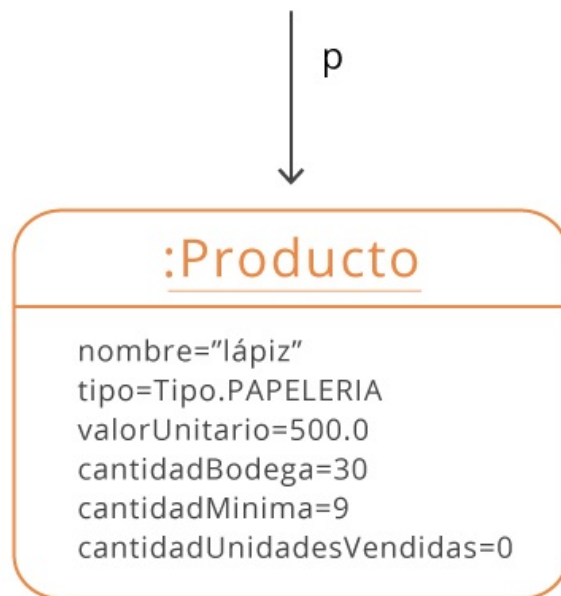 p
:Producto
nombre=”lápiz”
tipo=Tipo.PAPELERIA
valorUnitario=500.0
cantidadBodega=30
cantidadMinima=9
cantidadUnidadesVendidas=0